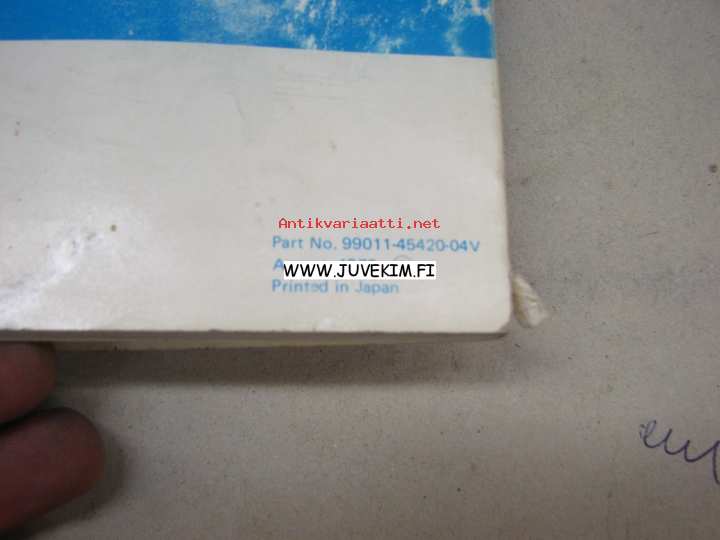 Antikvariaatti.net
Part No. 99011-45420-04V
WWW.JUVEKIM.FI
Printed in Japan